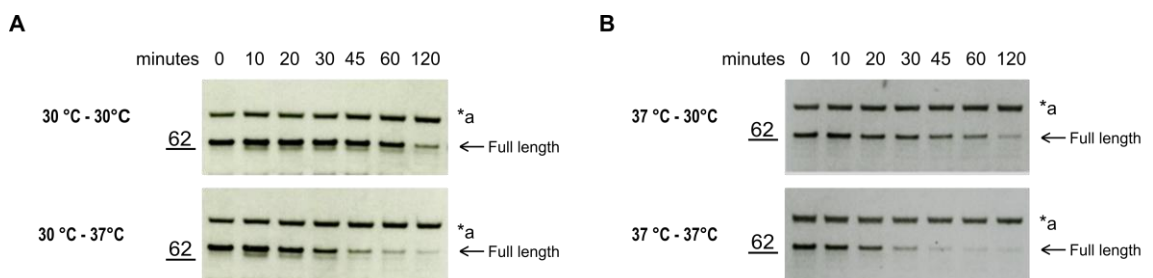 A
minutes 0 10 20 30 45 60 120
30 °C - 30°C
*a
62
Full length
30 °C - 37°C
*a
62
Full length
B
minutes 0 10 20 30 45 60 120
37 °C - 30°C
*a
62
Full length
37 °C - 37°C
*a
62
Full length